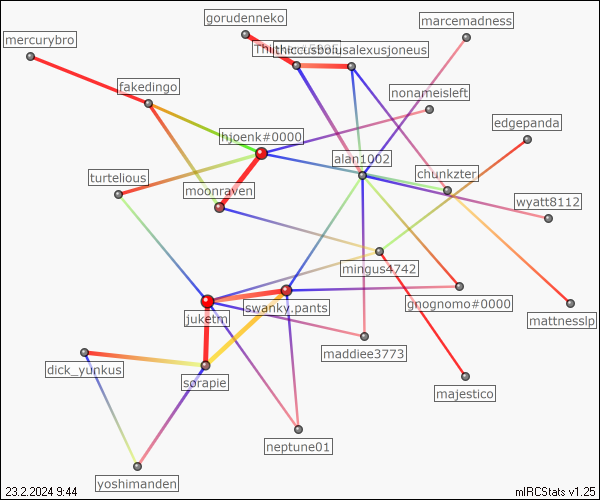 gorudenneko
marcemadness
mercurybro
iccusbolusalexusjoneus
fakedingo
nonameisleft
edgepanda
hjoenk#0000
alan1002
chunkzter
turtelious
moonraven
wyatt8112
mingus4742
swanky.pants
gnognomo#0000
juketm
mattnesslp
maddiee3773
dick_yunkus
sorapie
majestico
neptune01
yoshimanden
23.2.2024 9:44
mIRCStats v1.25